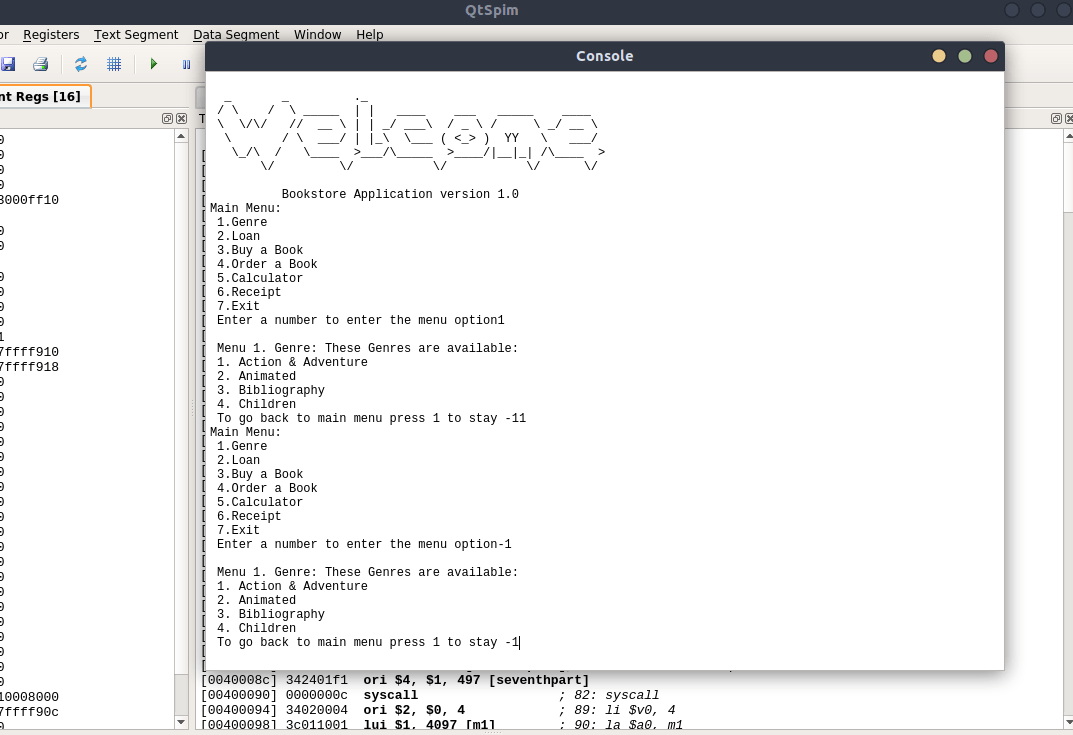 QtSpim
or Registers Text Segment Data Segment Window Help
Console
nt Regs [16]
3000ff10
7ffff910
7ffff918
10008000
7ffff90c
Bookstore Application version 1.0
Main Menu:
1.Genre
2.Loan
3.Buy a Book
4.Order a Book
5.Calculator
6.Receipt
7.Exit
Enter a number to enter the menu option1
Menu 1. Genre: These Genres are available:
1. Action & Adventure
2. Animated
3. Bibliography
4. Children
To go back to main menu press 1 to stay -11
Main Menu:
1.Genre
2.Loan
3.Buy a Book
4.Order a Book
5.Calculator
6.Receipt
7.Exit
Enter a number to enter the menu option-1
Menu 1. Genre: These Genres are available:
1. Action & Adventure
2. Animated
3. Bibliography
4. Children
To go back to main menu press 1 to stay -1
[0040008c] 342401f1 ori $4, $1, 497 [seventhpart]
[00400090] 0000000c syscall ; 82: syscall
[00400094] 34020004 ori $2, $0, 4 ; 89: li $v0, 4
[00400098] 3c011001 lui $1, 4097 [m1] ; 90: la $a0, m1